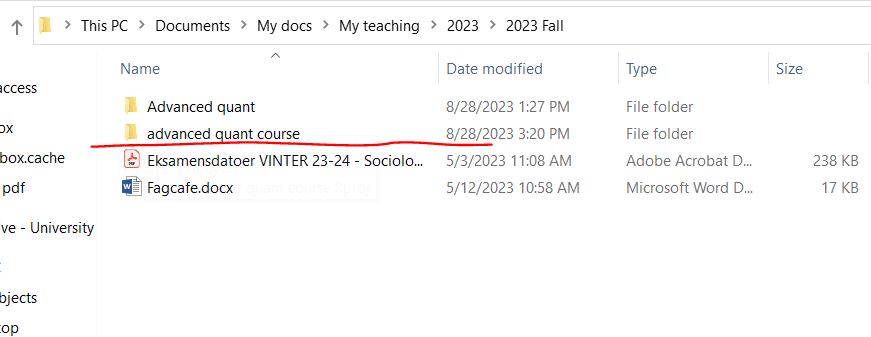 This PC > Documents > My docs > My teaching > 2023 > 2023 Fall
Name Date modified Type Size
access
Advanced quant 8/28/2023 1:27 PM File folder
ox advanced quant course 8/28/2023 3:20 PM File folder
box.cache Eksamensdatoer VINTER 23-24 - Sociolo... 5/3/2023 11:08 AM Adobe Acrobat D... 238 KB
pdf Fagcafe.docx 5/12/2023 10:58 AM Microsoft Word D... 17 KB
ve - University
bjects
top